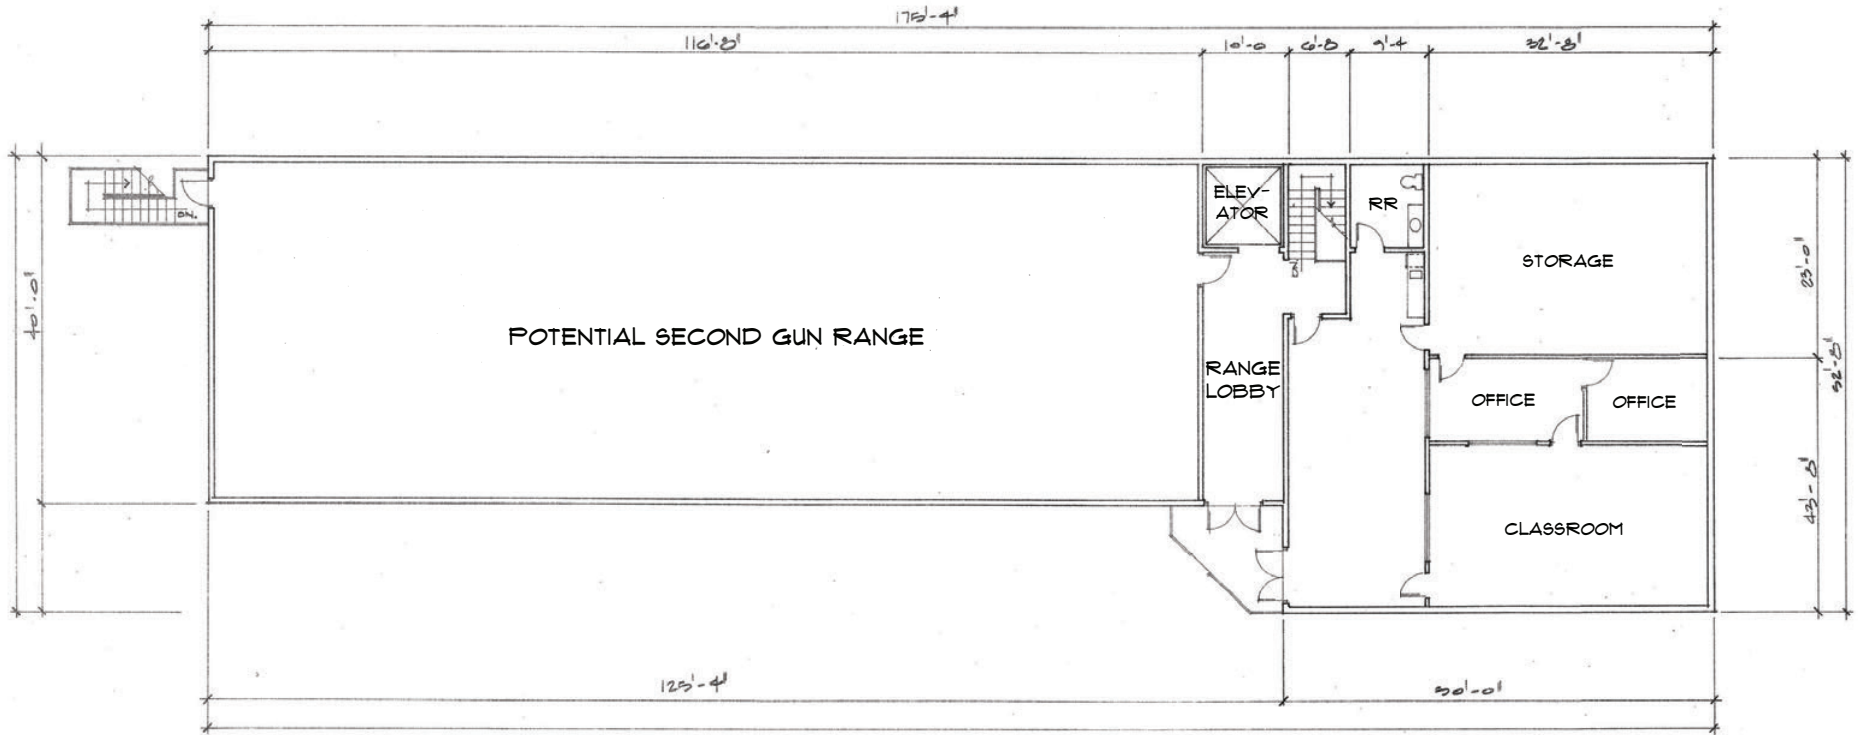 175'-4"
116'-8"
10'-0
6'-8
9'-4
32'-8"
ELEV-
ATOR
RR
DN.
STORAGE
23'-0"
40'-0"
POTENTIAL SECOND GUN RANGE
52'-8"
RANGE
LOBBY
OFFICE
OFFICE
CLASSROOM
125'-4"
50'-0"